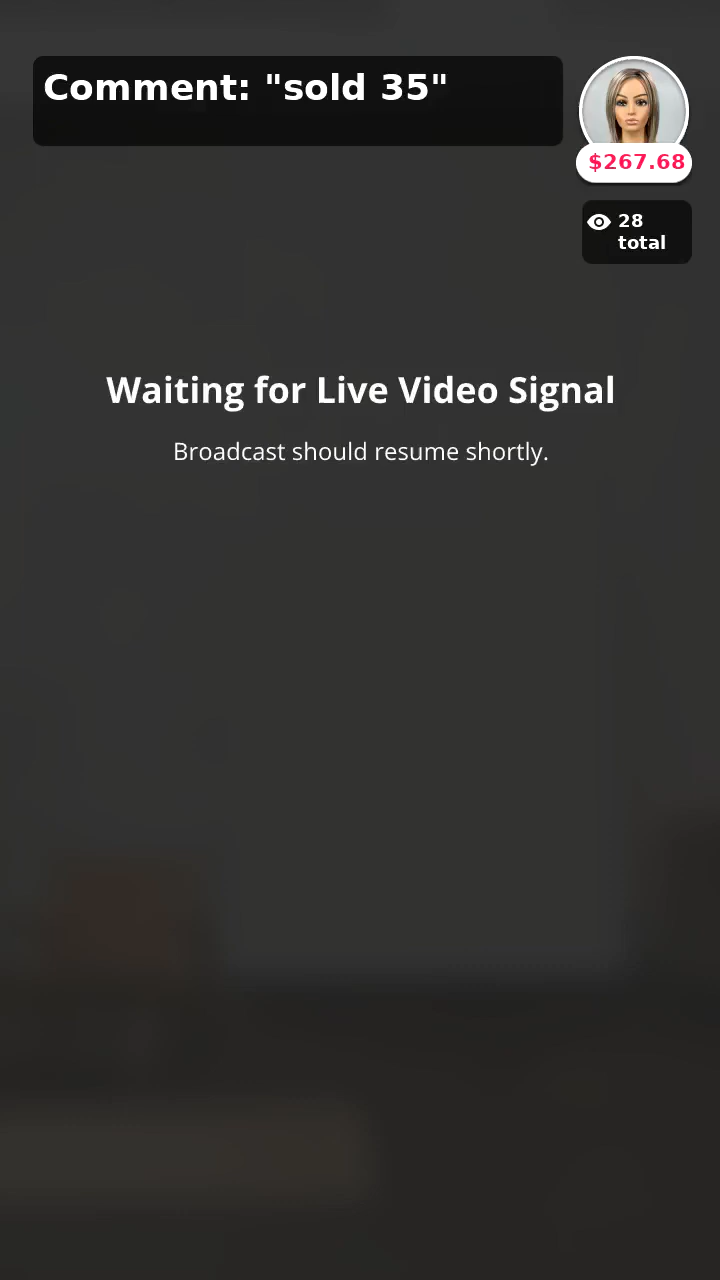 Comment: "sold 35"
$267.68
28
total
Waiting for Live Video Signal
Broadcast should resume shortly.